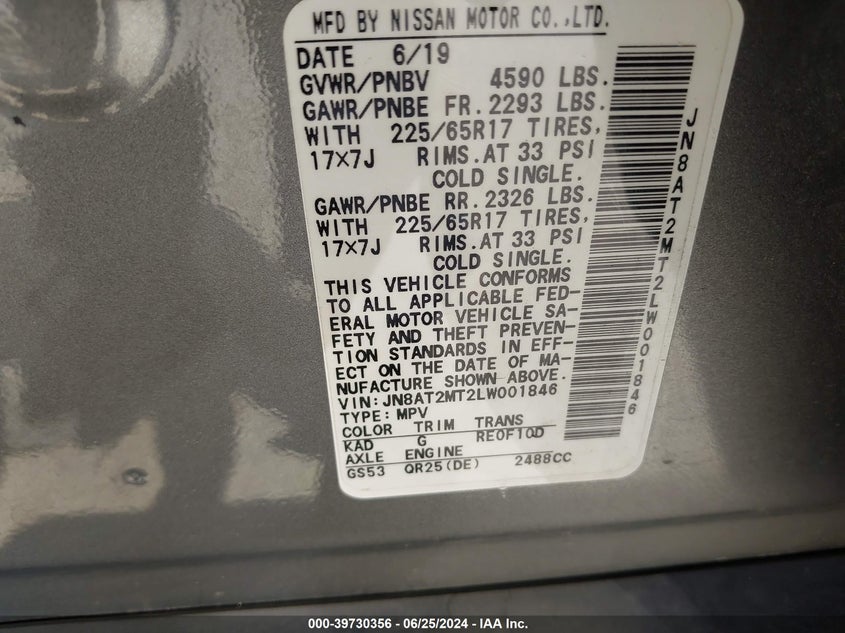 MFD BY NISSAN MOTOR CO.,LTD.
DATE 6/19
GVWR/PNBV 4590 LBS.
GAWR/PNBE FR. 2293 LBS.
WITH 225/65R17 TIRES,
17×7J RIMS. AT 33 PSI
COLD SINGLE.
GAWR/PNBE RR. 2326 LBS.
WITH 225/65R17 TIRES,
17×7J RIMS. AT 33 PSI
COLD SINGLE.
THIS VEHICLE CONFORMS
TO ALL APPLICABLE FED-
ERAL MOTOR VEHICLE SA-
FETY AND THEFT PREVEN-
TION STANDARDS IN EFF-
ECT ON THE DATE OF MA-
NUFACTURE SHOWN ABOVE.
VIN: JN8AT2MT2LW001846
TYPE: MPV
COLOR TRIM TRANS
KAD G RE0F10D
AXLE ENGINE
GS53 QR25(DE) 2488CC
JN8AT2MT2LW001846
000-39730356 - 06/25/2024 - IAA Inc.